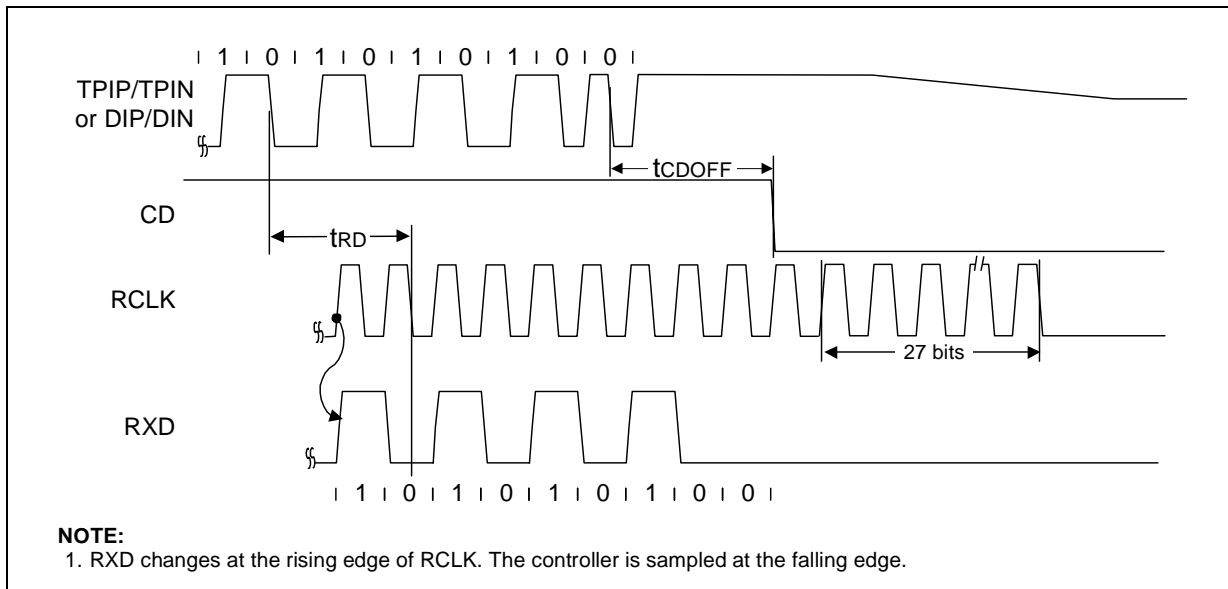 1 0 1 0 1 0 1 0 0
TPIP/TPIN
or DIP/DIN
tCDOFF
CD
tRD
RCLK
27 bits
RXD
1 0 1 0 1 0 1 0 0
NOTE:
1. RXD changes at the rising edge of RCLK. The controller is sampled at the falling edge.